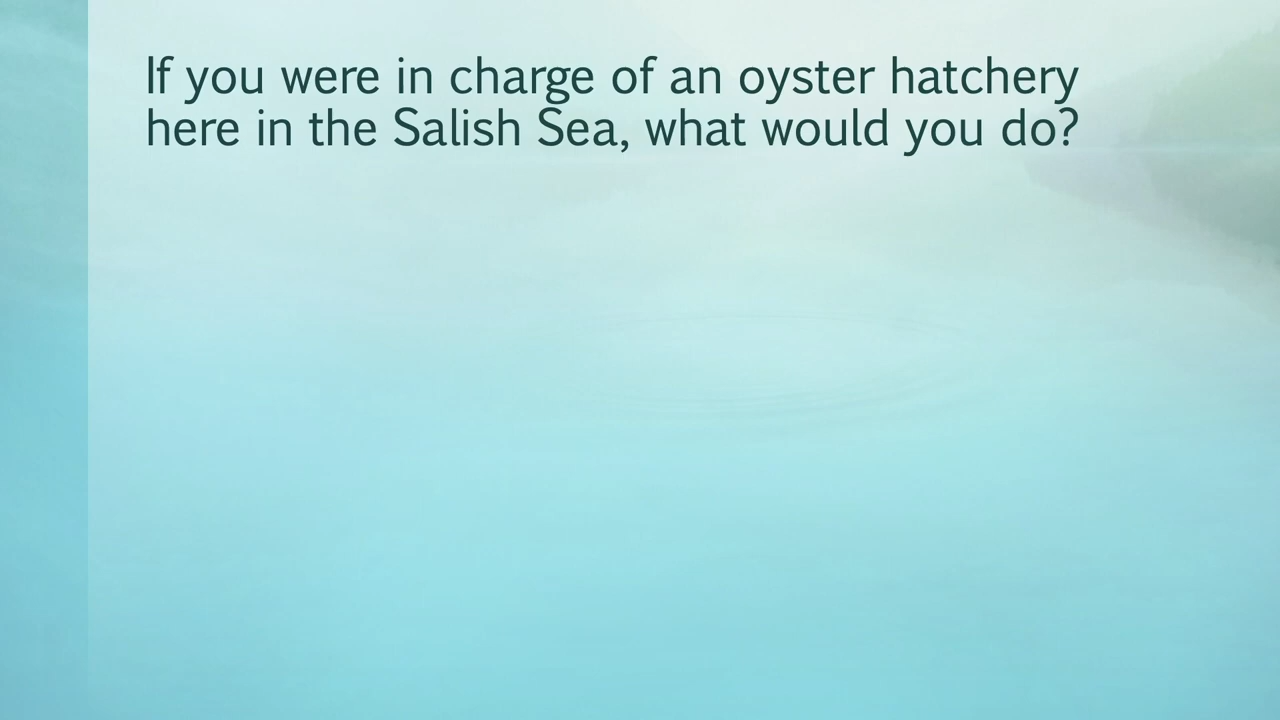 If you were in charge of an oyster hatchery
here in the Salish Sea, what would you do?